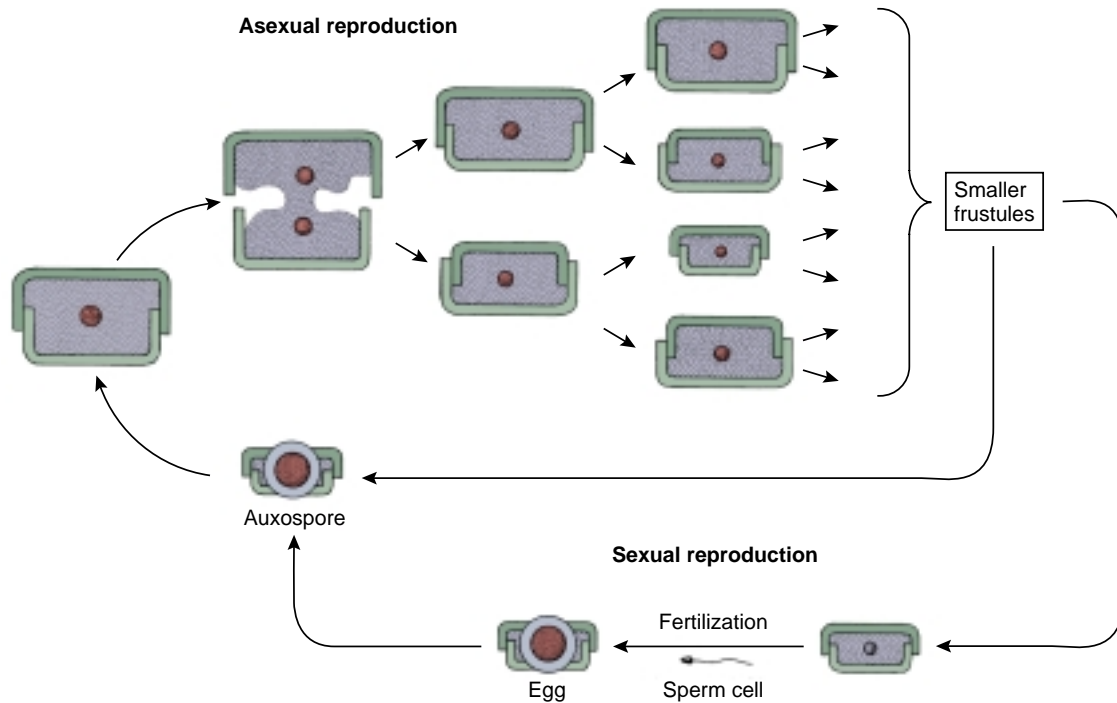 Asexual reproduction
Smaller
frustules
Auxospore
Sexual reproduction
Fertilization
Egg
Sperm cell